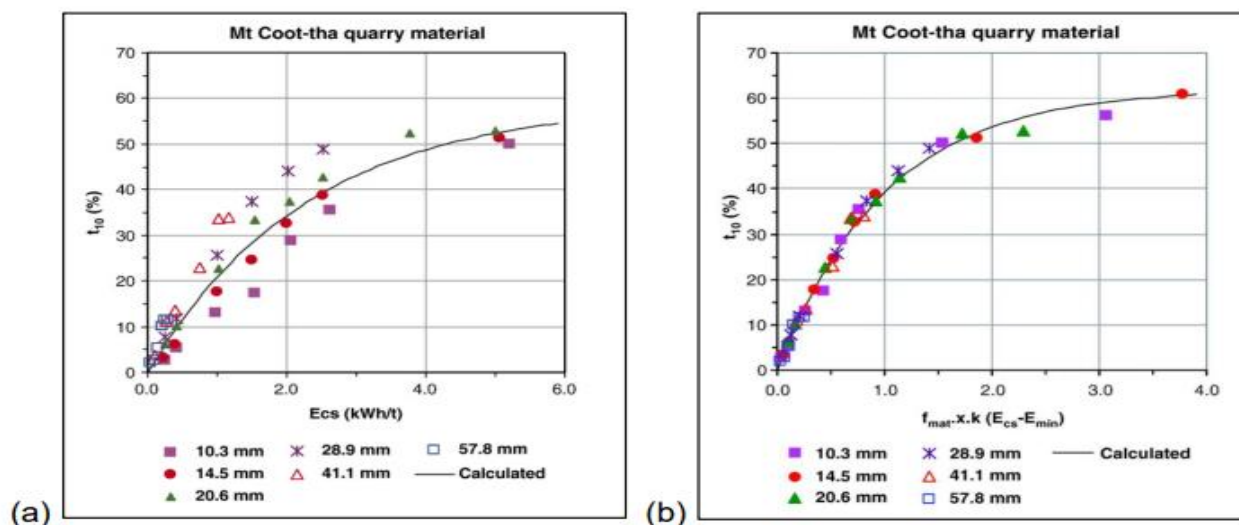 Mt Coot-tha quarry material
t₁₀ (%)
70
60
50
40
30
20
10
0
0.0 2.0 4.0 6.0
Ecs (kWh/t)
10.3 mm 28.9 mm 57.8 mm
14.5 mm 41.1 mm Calculated
20.6 mm
(a)
Mt Coot-tha quarry material
t₁₀ (%)
70
60
50
40
30
20
10
0
0.0 1.0 2.0 3.0 4.0
fₘₐₜ.x.k (E_cs-E_min)
10.3 mm 28.9 mm Calculated
14.5 mm 41.1 mm
20.6 mm 57.8 mm
(b)